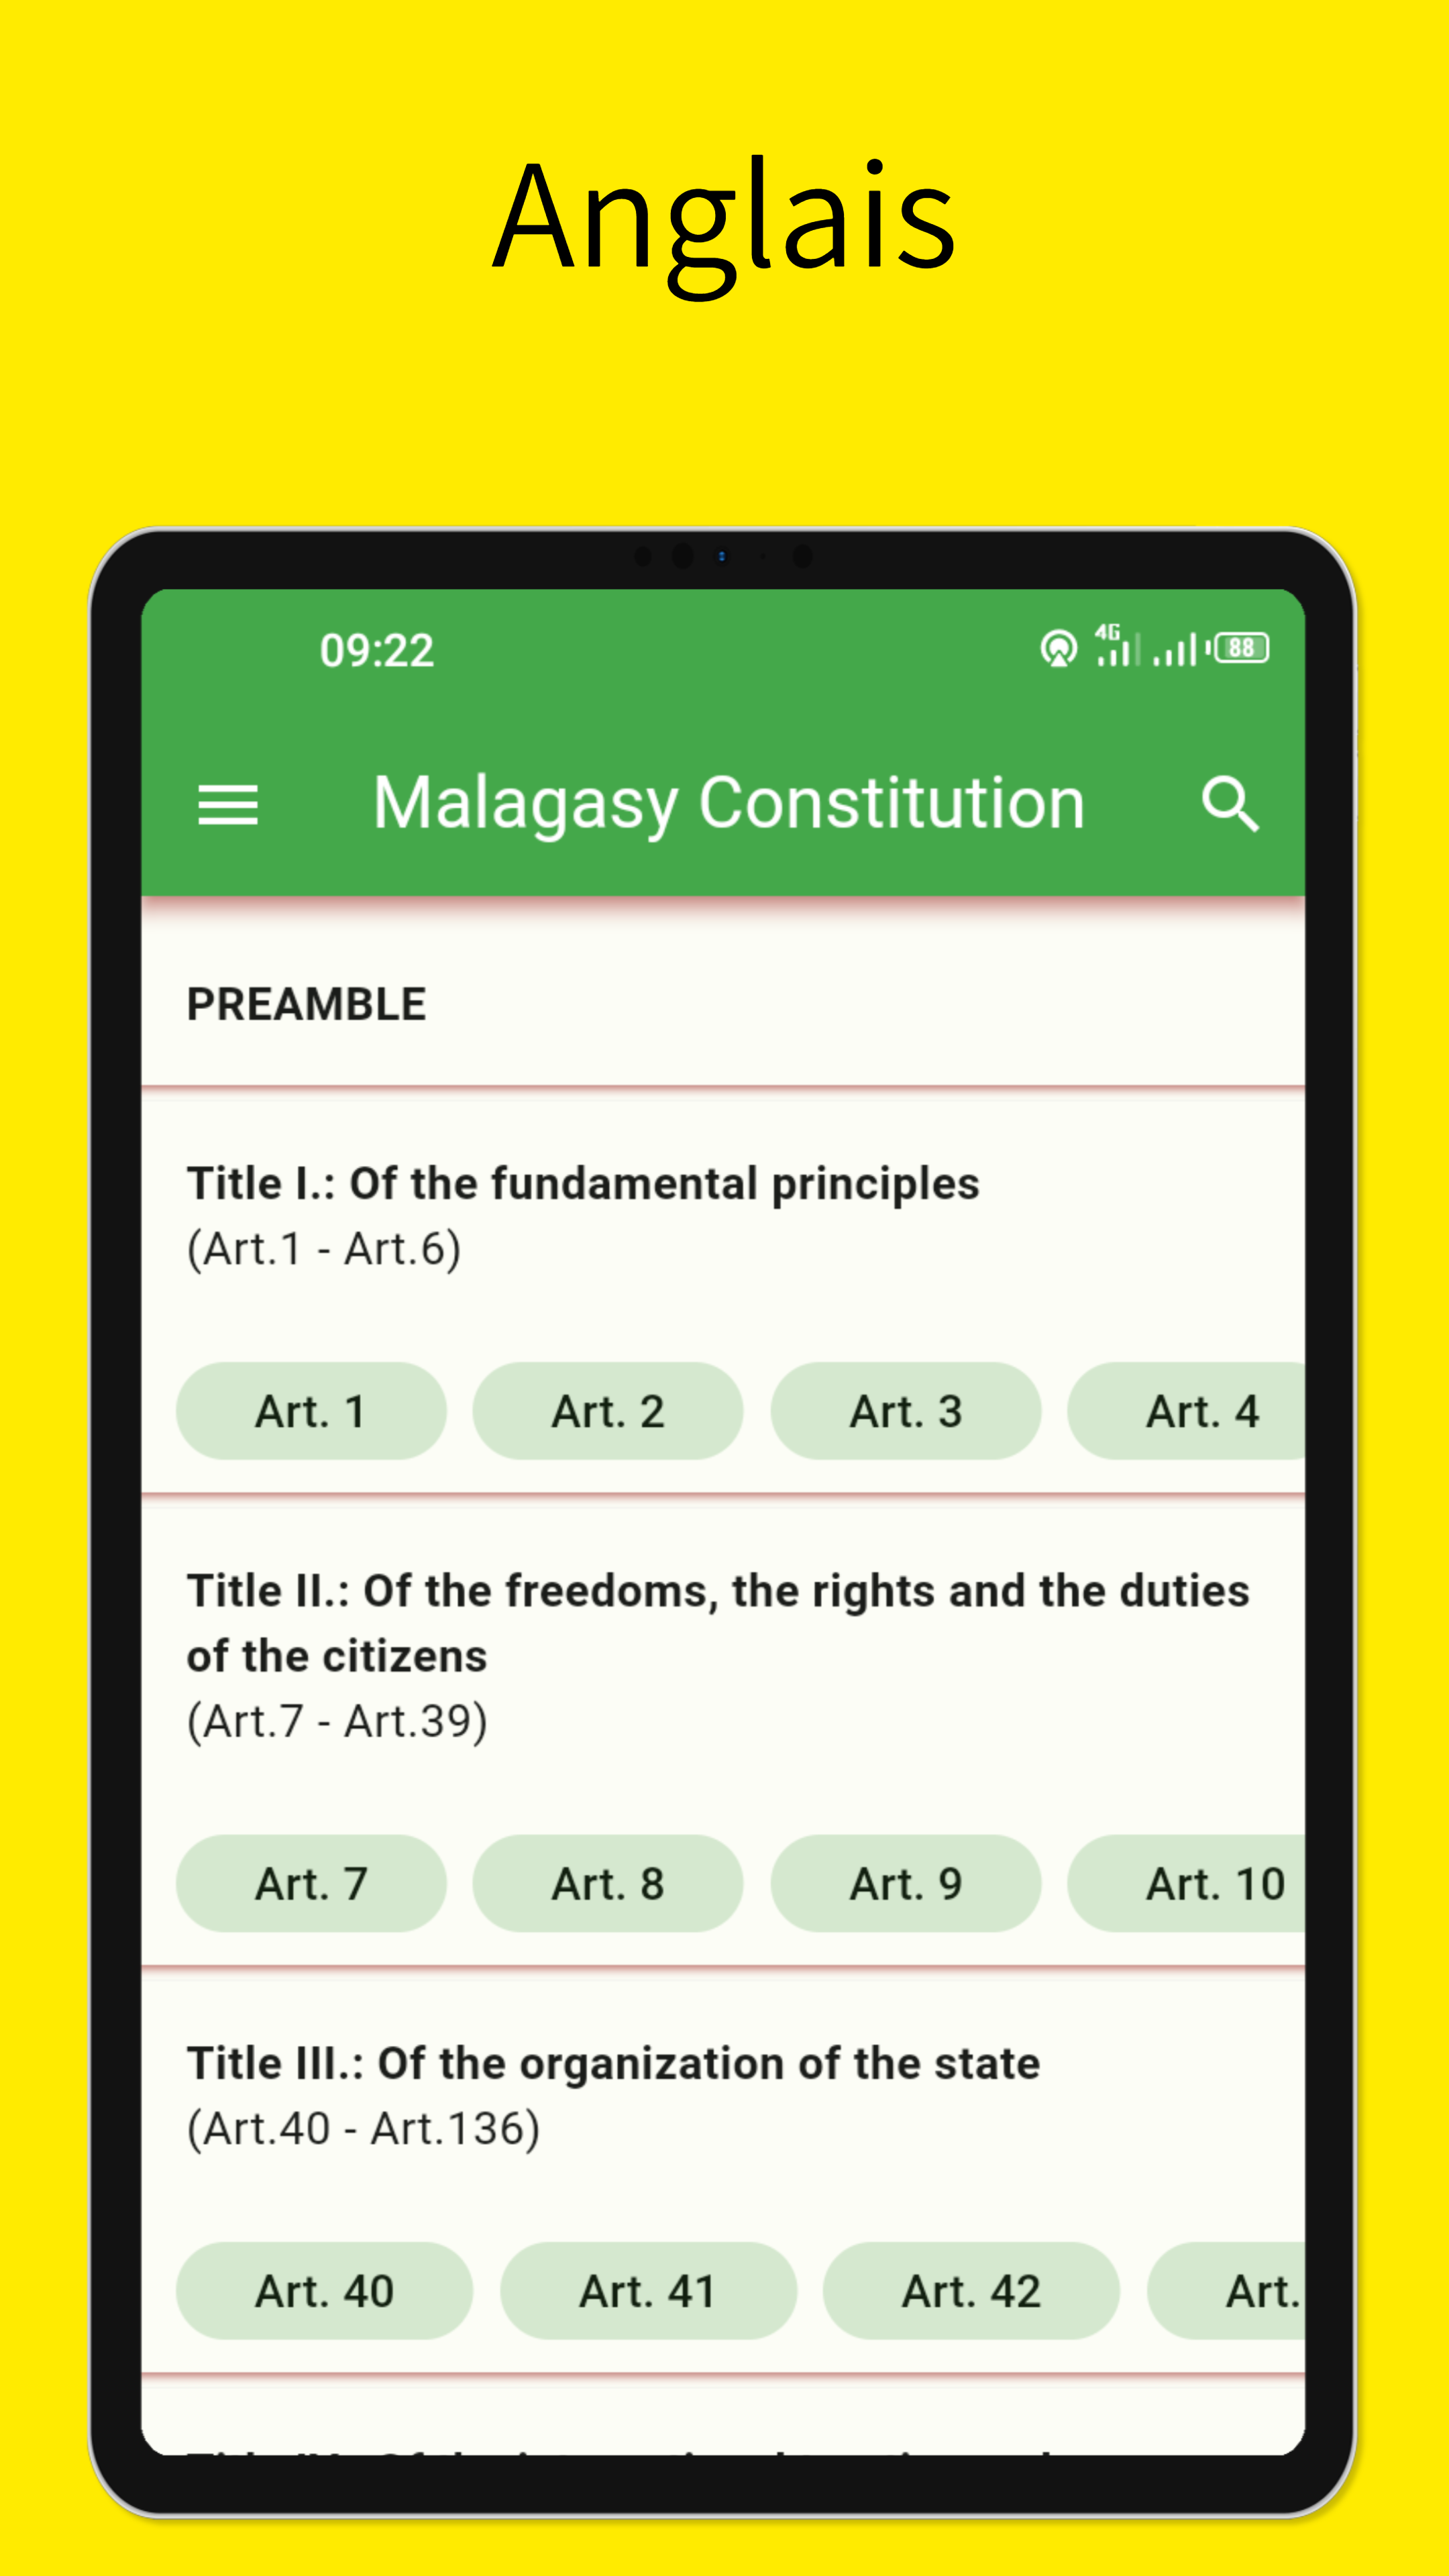 Anglais
09:22
4G
88
Malagasy Constitution
PREAMBLE
Title I.: Of the fundamental principles
(Art.1 - Art.6)
Art. 1 Art. 2 Art. 3 Art. 4
Title II.: Of the freedoms, the rights and the duties
of the citizens
(Art.7 - Art.39)
Art. 7 Art. 8 Art. 9 Art. 10
Title III.: Of the organization of the state
(Art.40 - Art.136)
Art. 40 Art. 41 Art. 42 Art.